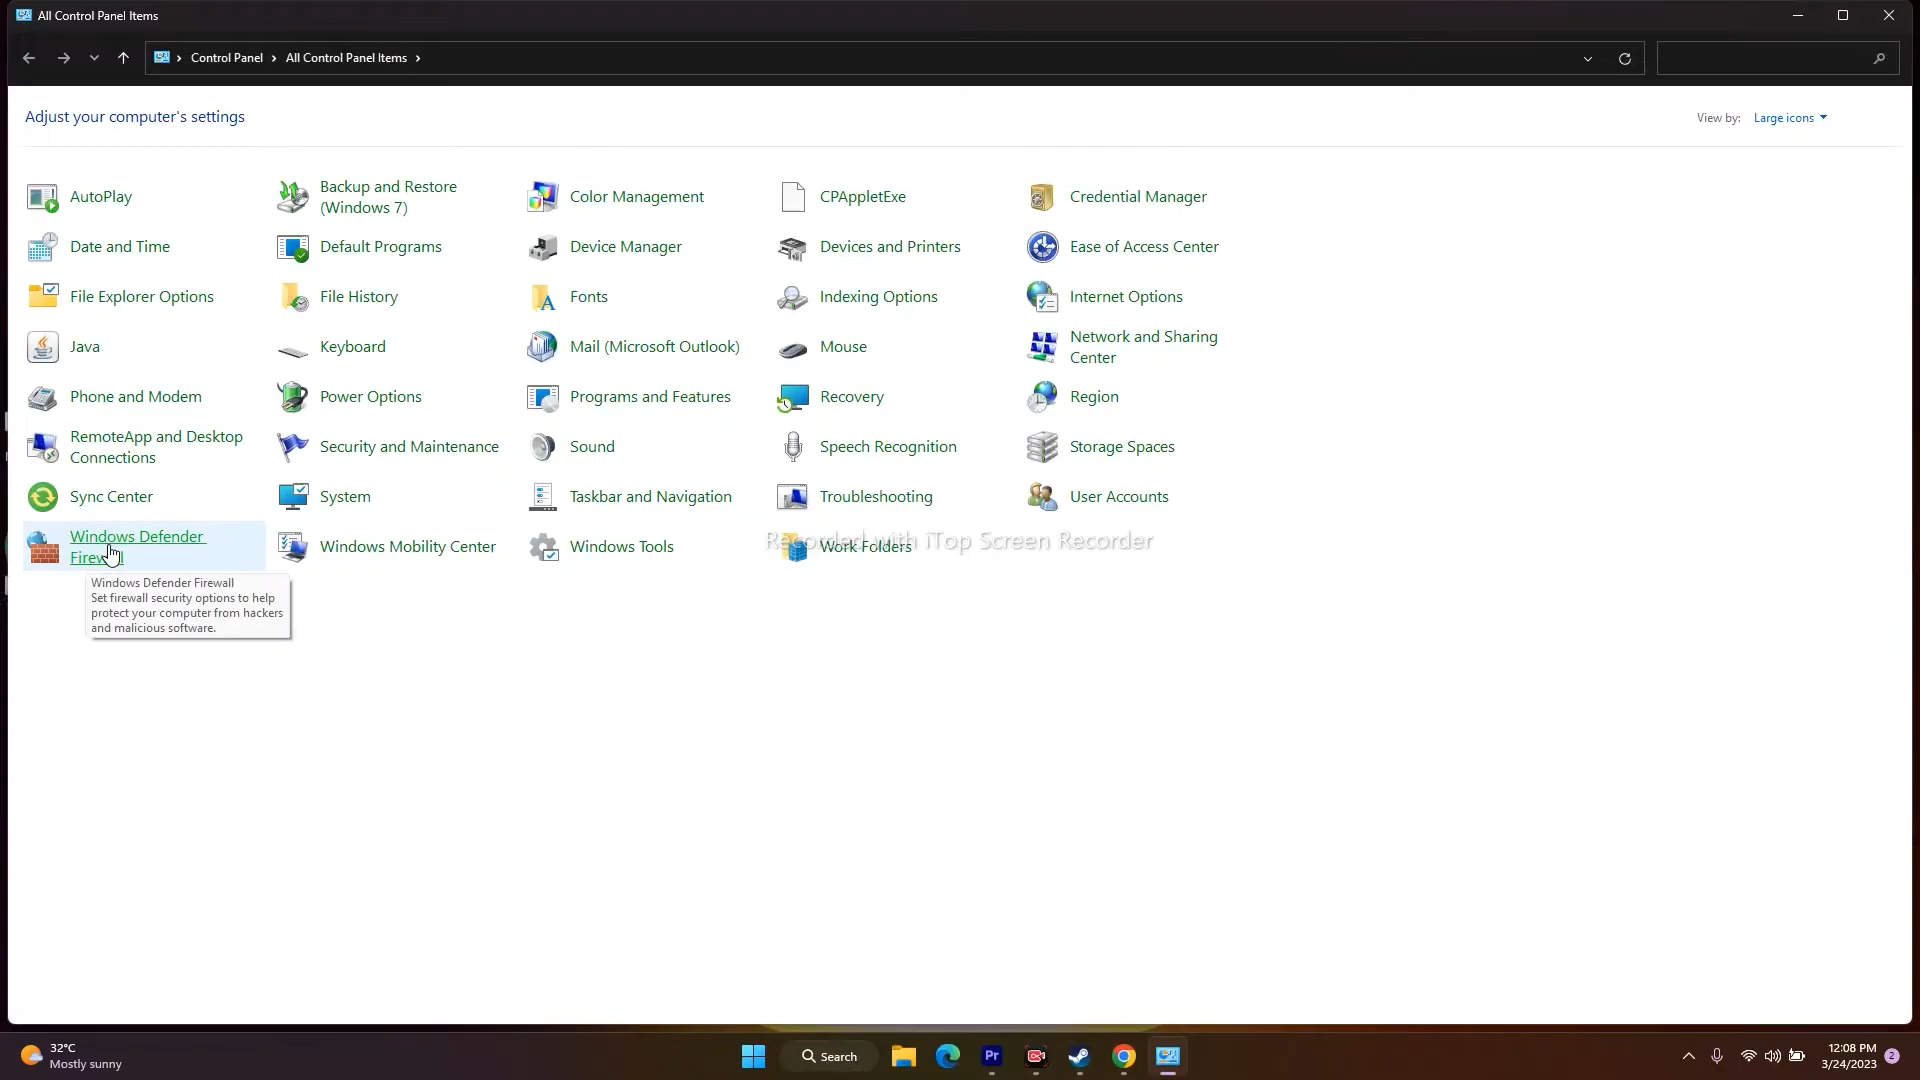 All Control Panel Items
Control Panel > All Control Panel Items >
Adjust your computer's settings
View by: Large icons
AutoPlay
Backup and Restore
(Windows 7)
Color Management
CPAppletExe
Credential Manager
Date and Time
Default Programs
Device Manager
Devices and Printers
Ease of Access Center
File Explorer Options
File History
Fonts
Indexing Options
Internet Options
Java
Keyboard
Mail (Microsoft Outlook)
Mouse
Network and Sharing
Center
Phone and Modem
Power Options
Programs and Features
Recovery
Region
RemoteApp and Desktop
Connections
Security and Maintenance
Sound
Speech Recognition
Storage Spaces
Sync Center
System
Taskbar and Navigation
Troubleshooting
User Accounts
Windows Defender
Firewall
Windows Mobility Center
Windows Tools
Work Folders
Recorded with iTop Screen Recorder
Windows Defender Firewall
Set firewall security options to help
protect your computer from hackers
and malicious software.
32°C
Mostly sunny
Search
Pr
12:08 PM
3/24/2023
2